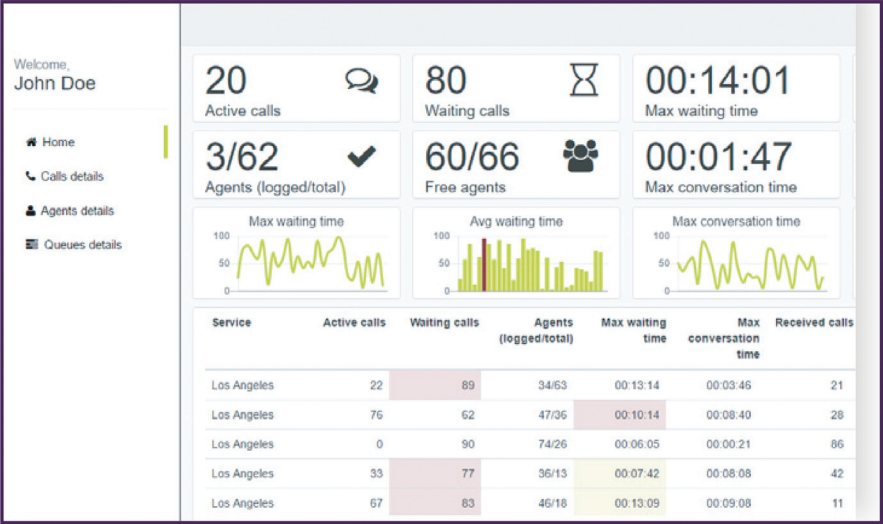 Welcome,
John Doe
Home
Calls details
Agents details
Queues details
20
Active calls
80
Waiting calls
00:14:01
Max waiting time
3/62
Agents (logged/total)
60/66
Free agents
00:01:47
Max conversation time
Max waiting time
100
50
0
Avg waiting time
100
50
0
Max conversation time
100
50
0
Service Active calls Waiting calls Agents (logged/total) Max waiting time Max conversation time Received calls
Los Angeles 22 89 34/63 00:13:14 00:03:46 21
Los Angeles 76 62 47/36 00:10:14 00:08:40 28
Los Angeles 0 90 74/26 00:06:05 00:00:21 86
Los Angeles 33 77 36/13 00:07:42 00:08:08 42
Los Angeles 67 83 46/18 00:13:09 00:09:08 11